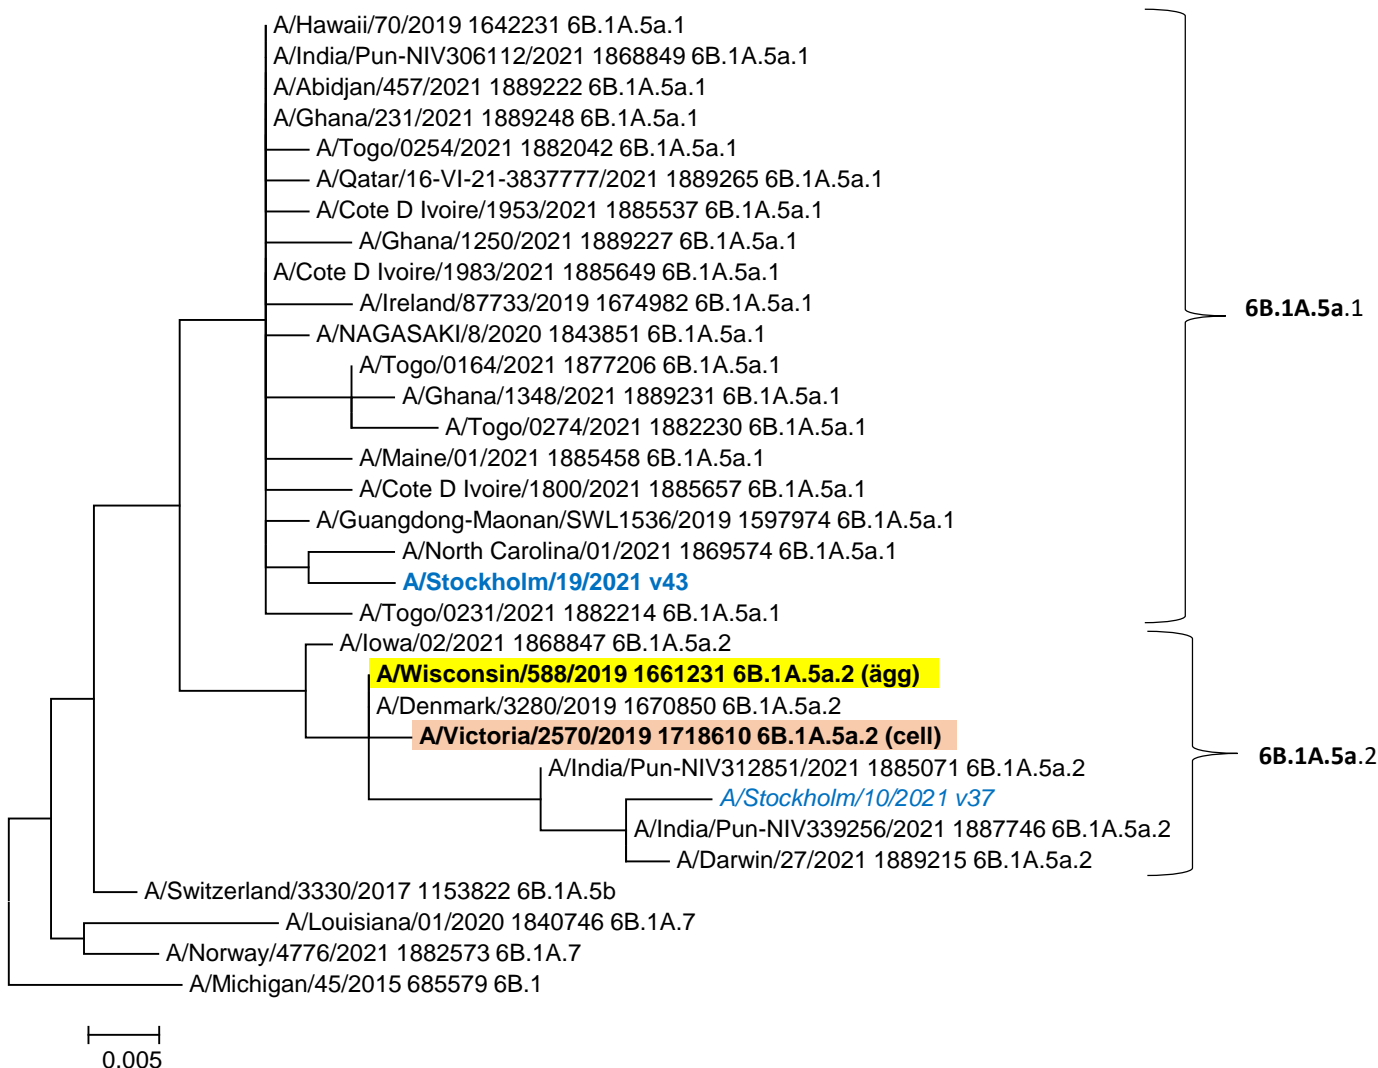 A/Hawaii/70/2019 1642231 6B.1A.5a.1
A/India/Pun-NIV306112/2021 1868849 6B.1A.5a.1
A/Abidjan/457/2021 1889222 6B.1A.5a.1
A/Ghana/231/2021 1889248 6B.1A.5a.1
A/Togo/0254/2021 1882042 6B.1A.5a.1
A/Qatar/16-VI-21-3837777/2021 1889265 6B.1A.5a.1
A/Cote D Ivoire/1953/2021 1885537 6B.1A.5a.1
A/Ghana/1250/2021 1889227 6B.1A.5a.1
A/Cote D Ivoire/1983/2021 1885649 6B.1A.5a.1
A/Ireland/87733/2019 1674982 6B.1A.5a.1
A/NAGASAKI/8/2020 1843851 6B.1A.5a.1
A/Togo/0164/2021 1877206 6B.1A.5a.1
A/Ghana/1348/2021 1889231 6B.1A.5a.1
A/Togo/0274/2021 1882230 6B.1A.5a.1
A/Maine/01/2021 1885458 6B.1A.5a.1
A/Cote D Ivoire/1800/2021 1885657 6B.1A.5a.1
A/Guangdong-Maonan/SWL1536/2019 1597974 6B.1A.5a.1
A/North Carolina/01/2021 1869574 6B.1A.5a.1
A/Stockholm/19/2021 v43
A/Togo/0231/2021 1882214 6B.1A.5a.1
6B.1A.5a.1
A/Iowa/02/2021 1868847 6B.1A.5a.2
A/Wisconsin/588/2019 1661231 6B.1A.5a.2 (ägg)
A/Denmark/3280/2019 1670850 6B.1A.5a.2
A/Victoria/2570/2019 1718610 6B.1A.5a.2 (cell)
A/India/Pun-NIV312851/2021 1885071 6B.1A.5a.2
A/Stockholm/10/2021 v37
A/India/Pun-NIV339256/2021 1887746 6B.1A.5a.2
A/Darwin/27/2021 1889215 6B.1A.5a.2
6B.1A.5a.2
A/Switzerland/3330/2017 1153822 6B.1A.5b
A/Louisiana/01/2020 1840746 6B.1A.7
A/Norway/4776/2021 1882573 6B.1A.7
A/Michigan/45/2015 685579 6B.1
0.005